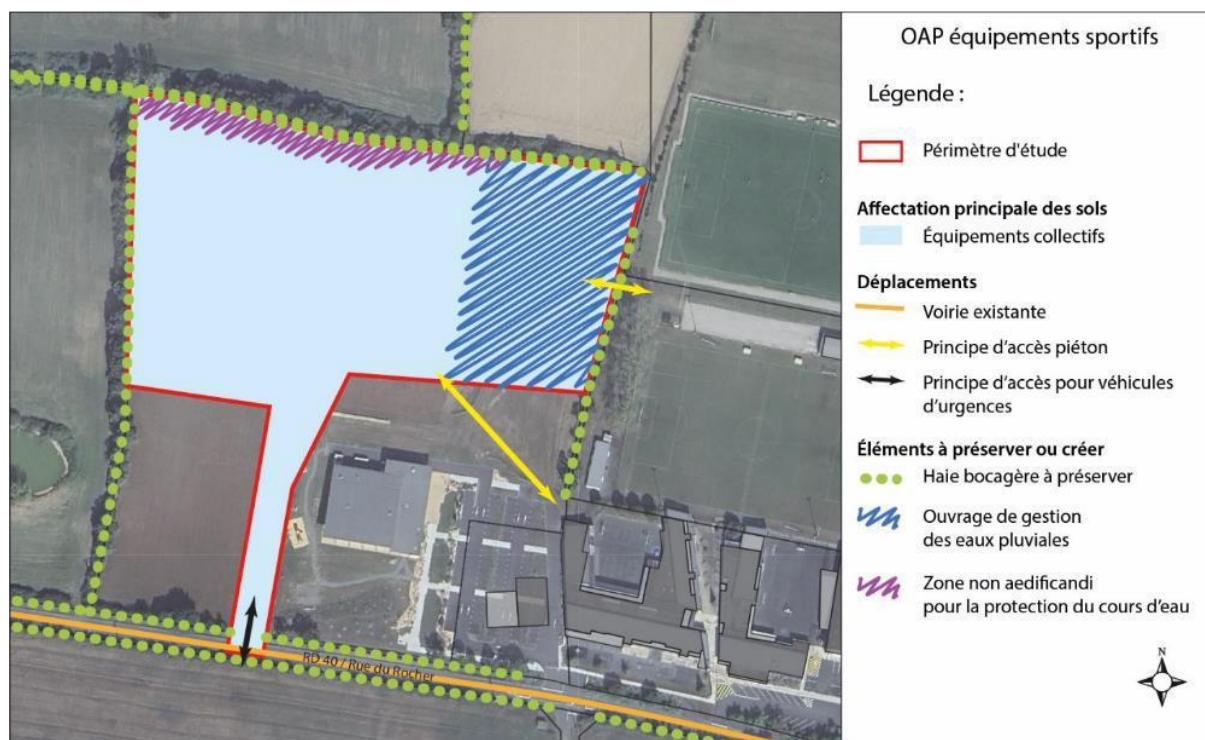 OAP équipements sportifs
Légende :
Périmètre d'étude
Affectation principale des sols
Équipements collectifs
Déplacements
Voirie existante
Principe d'accès piéton
Principe d'accès pour véhicules
d'urgences
Éléments à préserver ou créer
Haie bocagère à préserver
Ouvrage de gestion
des eaux pluviales
Zone non aedificandi
pour la protection du cours d'eau
N
RD 40 / Rue du Rocher